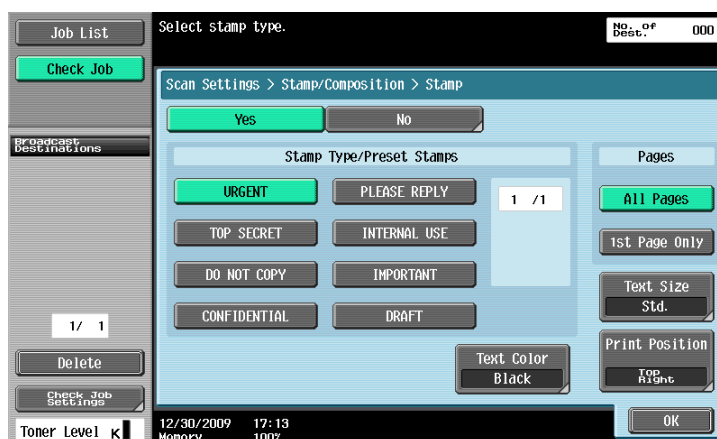 Job List
Select stamp type.
No. of
Dest.
000
Check Job
Scan Settings > Stamp/Composition > Stamp
Yes
No
Broadcast
Destinations
Stamp Type/Preset Stamps
Pages
URGENT
PLEASE REPLY
1 /1
All Pages
TOP SECRET
INTERNAL USE
1st Page Only
DO NOT COPY
IMPORTANT
Text Size
Std.
CONFIDENTIAL
DRAFT
1/ 1
Print Position
Top
Right
Delete
Text Color
Black
Check Job
Settings
OK
Toner Level K
12/30/2009 17:13
Memory 100%